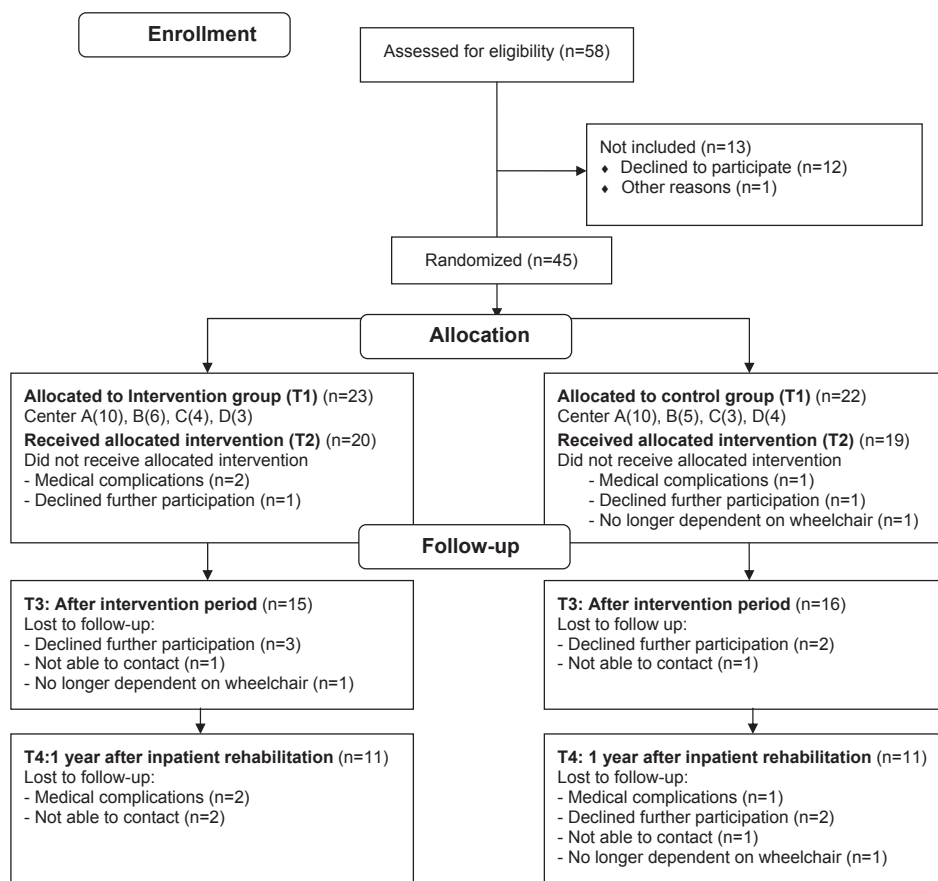 Enrollment
Assessed for eligibility (n=58)
Not included (n=13)
♦ Declined to participate (n=12)
♦ Other reasons (n=1)
Randomized (n=45)
Allocation
Allocated to Intervention group (T1) (n=23)
Center A(10), B(6), C(4), D(3)
Received allocated intervention (T2) (n=20)
Did not receive allocated intervention
- Medical complications (n=2)
- Declined further participation (n=1)
Allocated to control group (T1) (n=22)
Center A(10), B(5), C(3), D(4)
Received allocated intervention (T2) (n=19)
Did not receive allocated intervention
- Medical complications (n=1)
- Declined further participation (n=1)
- No longer dependent on wheelchair (n=1)
Follow-up
T3: After intervention period (n=15)
Lost to follow-up:
- Declined further participation (n=3)
- Not able to contact (n=1)
- No longer dependent on wheelchair (n=1)
T3: After intervention period (n=16)
Lost to follow up:
- Declined further participation (n=2)
- Not able to contact (n=1)
T4:1 year after inpatient rehabilitation (n=11)
Lost to follow-up:
- Medical complications (n=2)
- Not able to contact (n=2)
T4: 1 year after inpatient rehabilitation (n=11)
Lost to follow-up:
- Medical complications (n=1)
- Declined further participation (n=2)
- Not able to contact (n=1)
- No longer dependent on wheelchair (n=1)